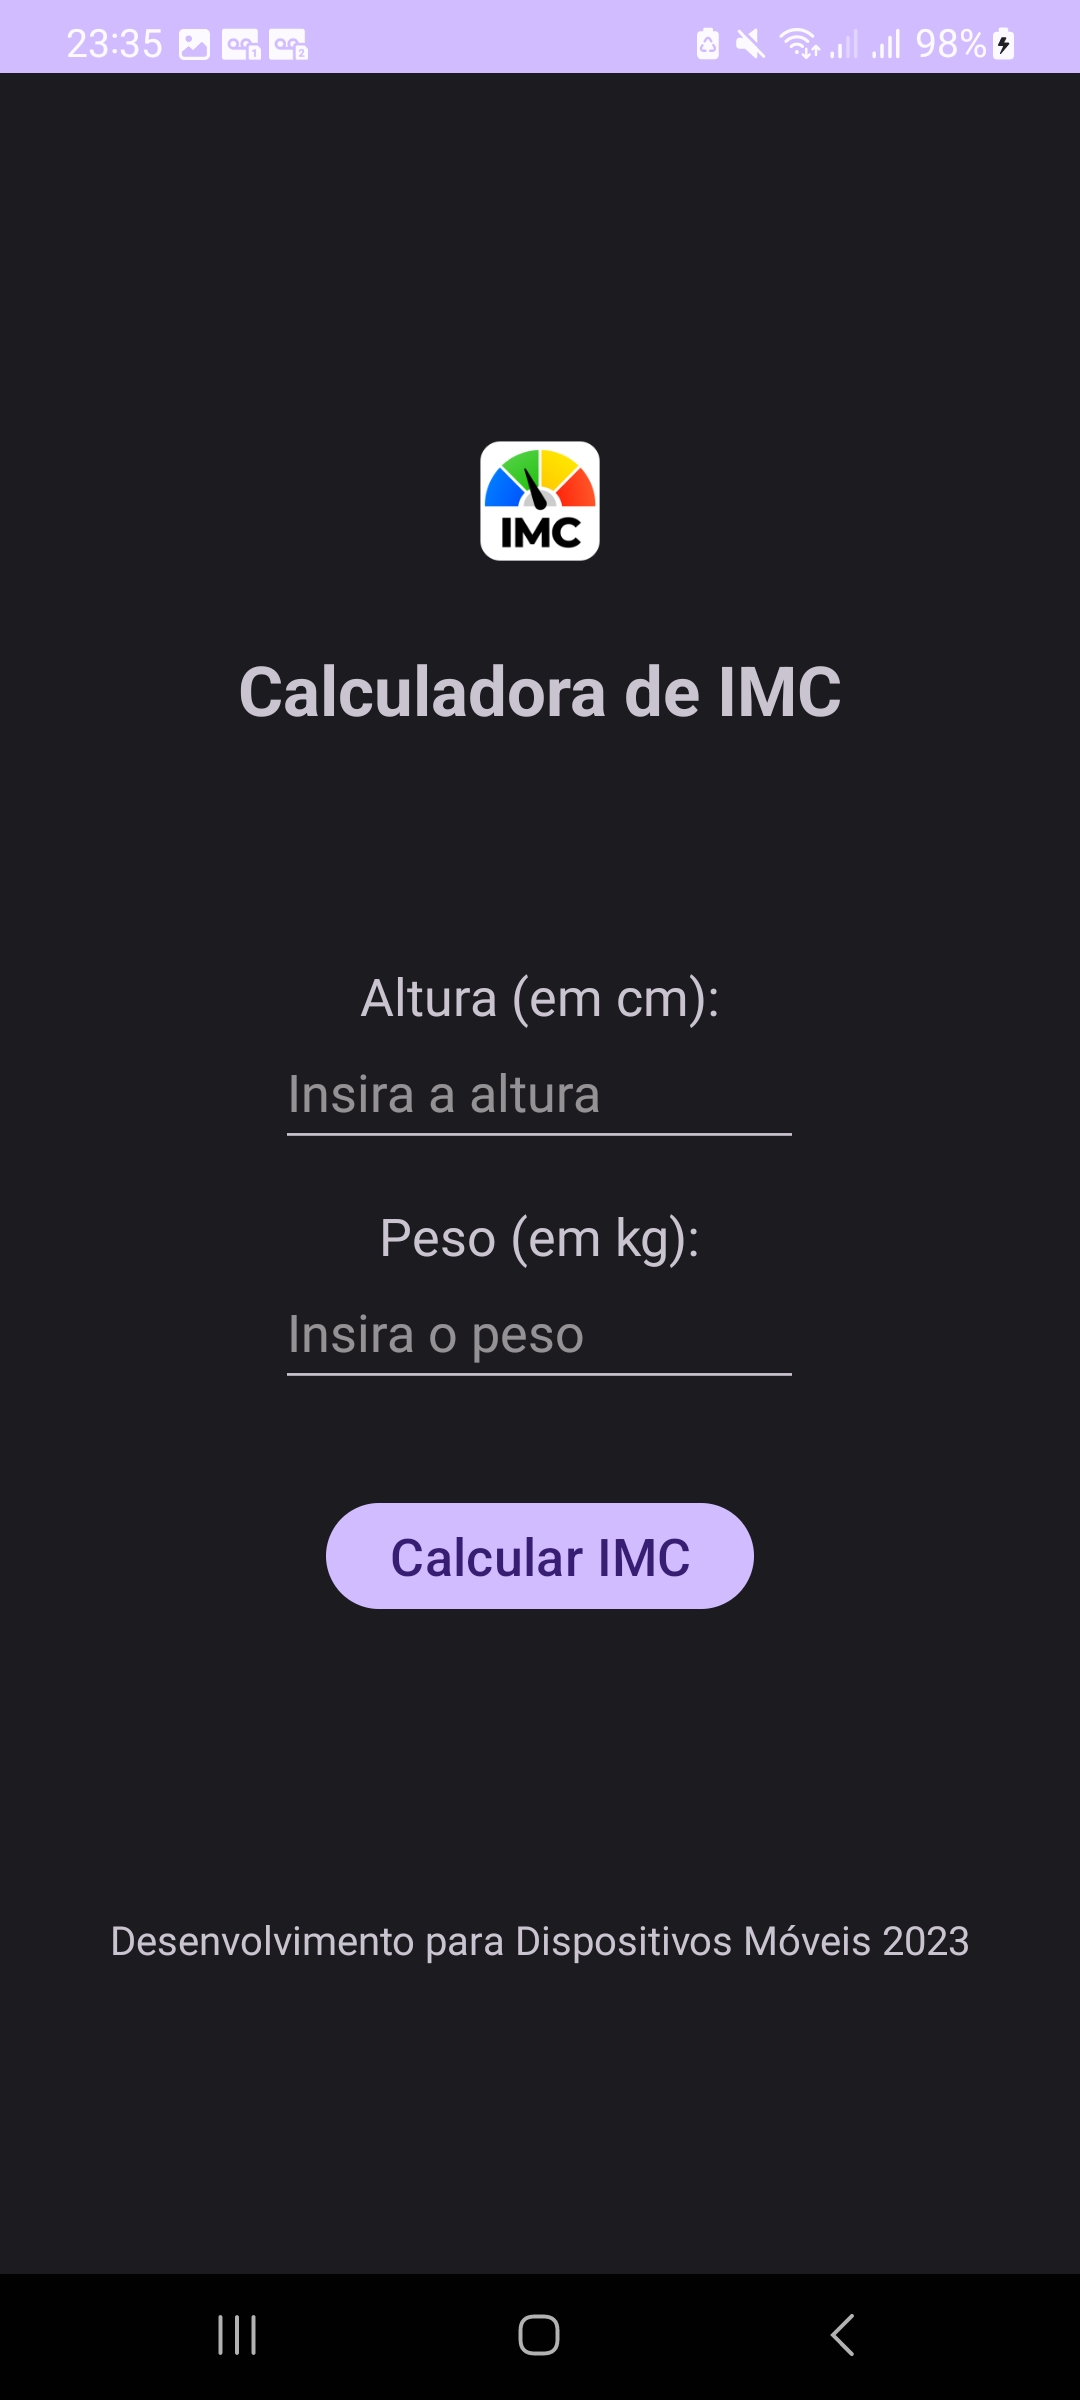 23:35 98%
IMC
Calculadora de IMC
Altura (em cm):
Insira a altura
Peso (em kg):
Insira o peso
Calcular IMC
Desenvolvimento para Dispositivos Móveis 2023